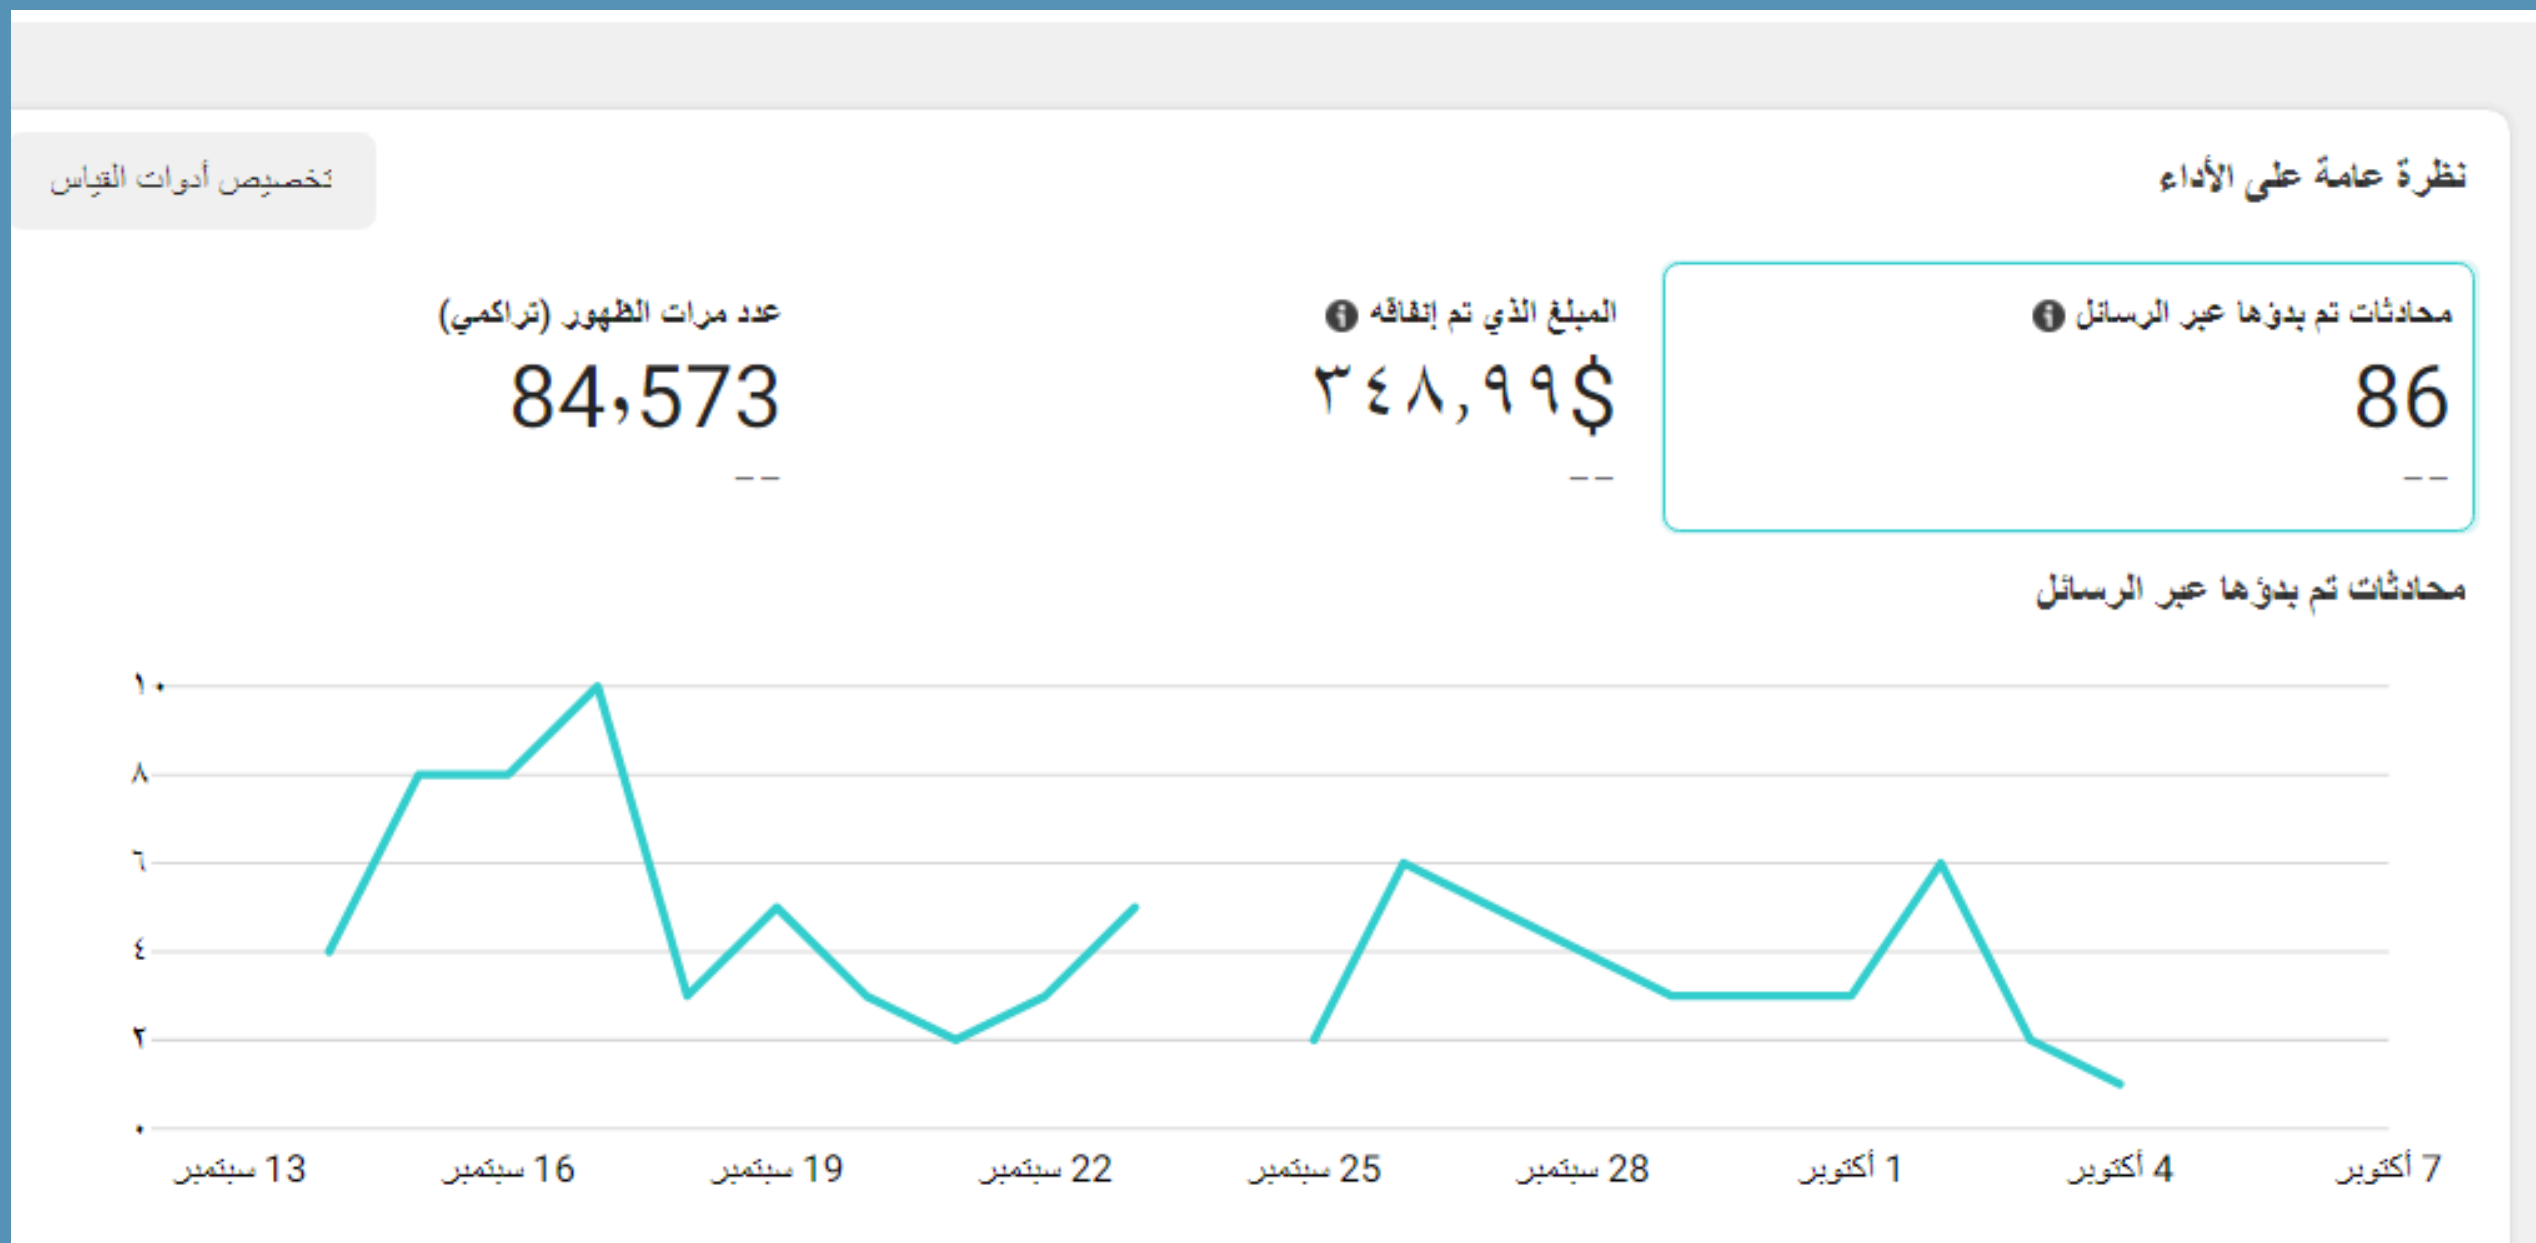 نظرة عامة على الأداء
تخصيص أدوات القياس
محادثات تم بدؤها عبر الرسائل
86
--
المبلغ الذي تم إنفاقه
٣٤٨,٩٩$
--
عدد مرات الظهور (تراكمي)
84,573
--
محادثات تم بدؤها عبر الرسائل
١٠
٨
٦
٤
٢
٠
13 سبتمبر
16 سبتمبر
19 سبتمبر
22 سبتمبر
25 سبتمبر
28 سبتمبر
1 أكتوبر
4 أكتوبر
7 أكتوبر